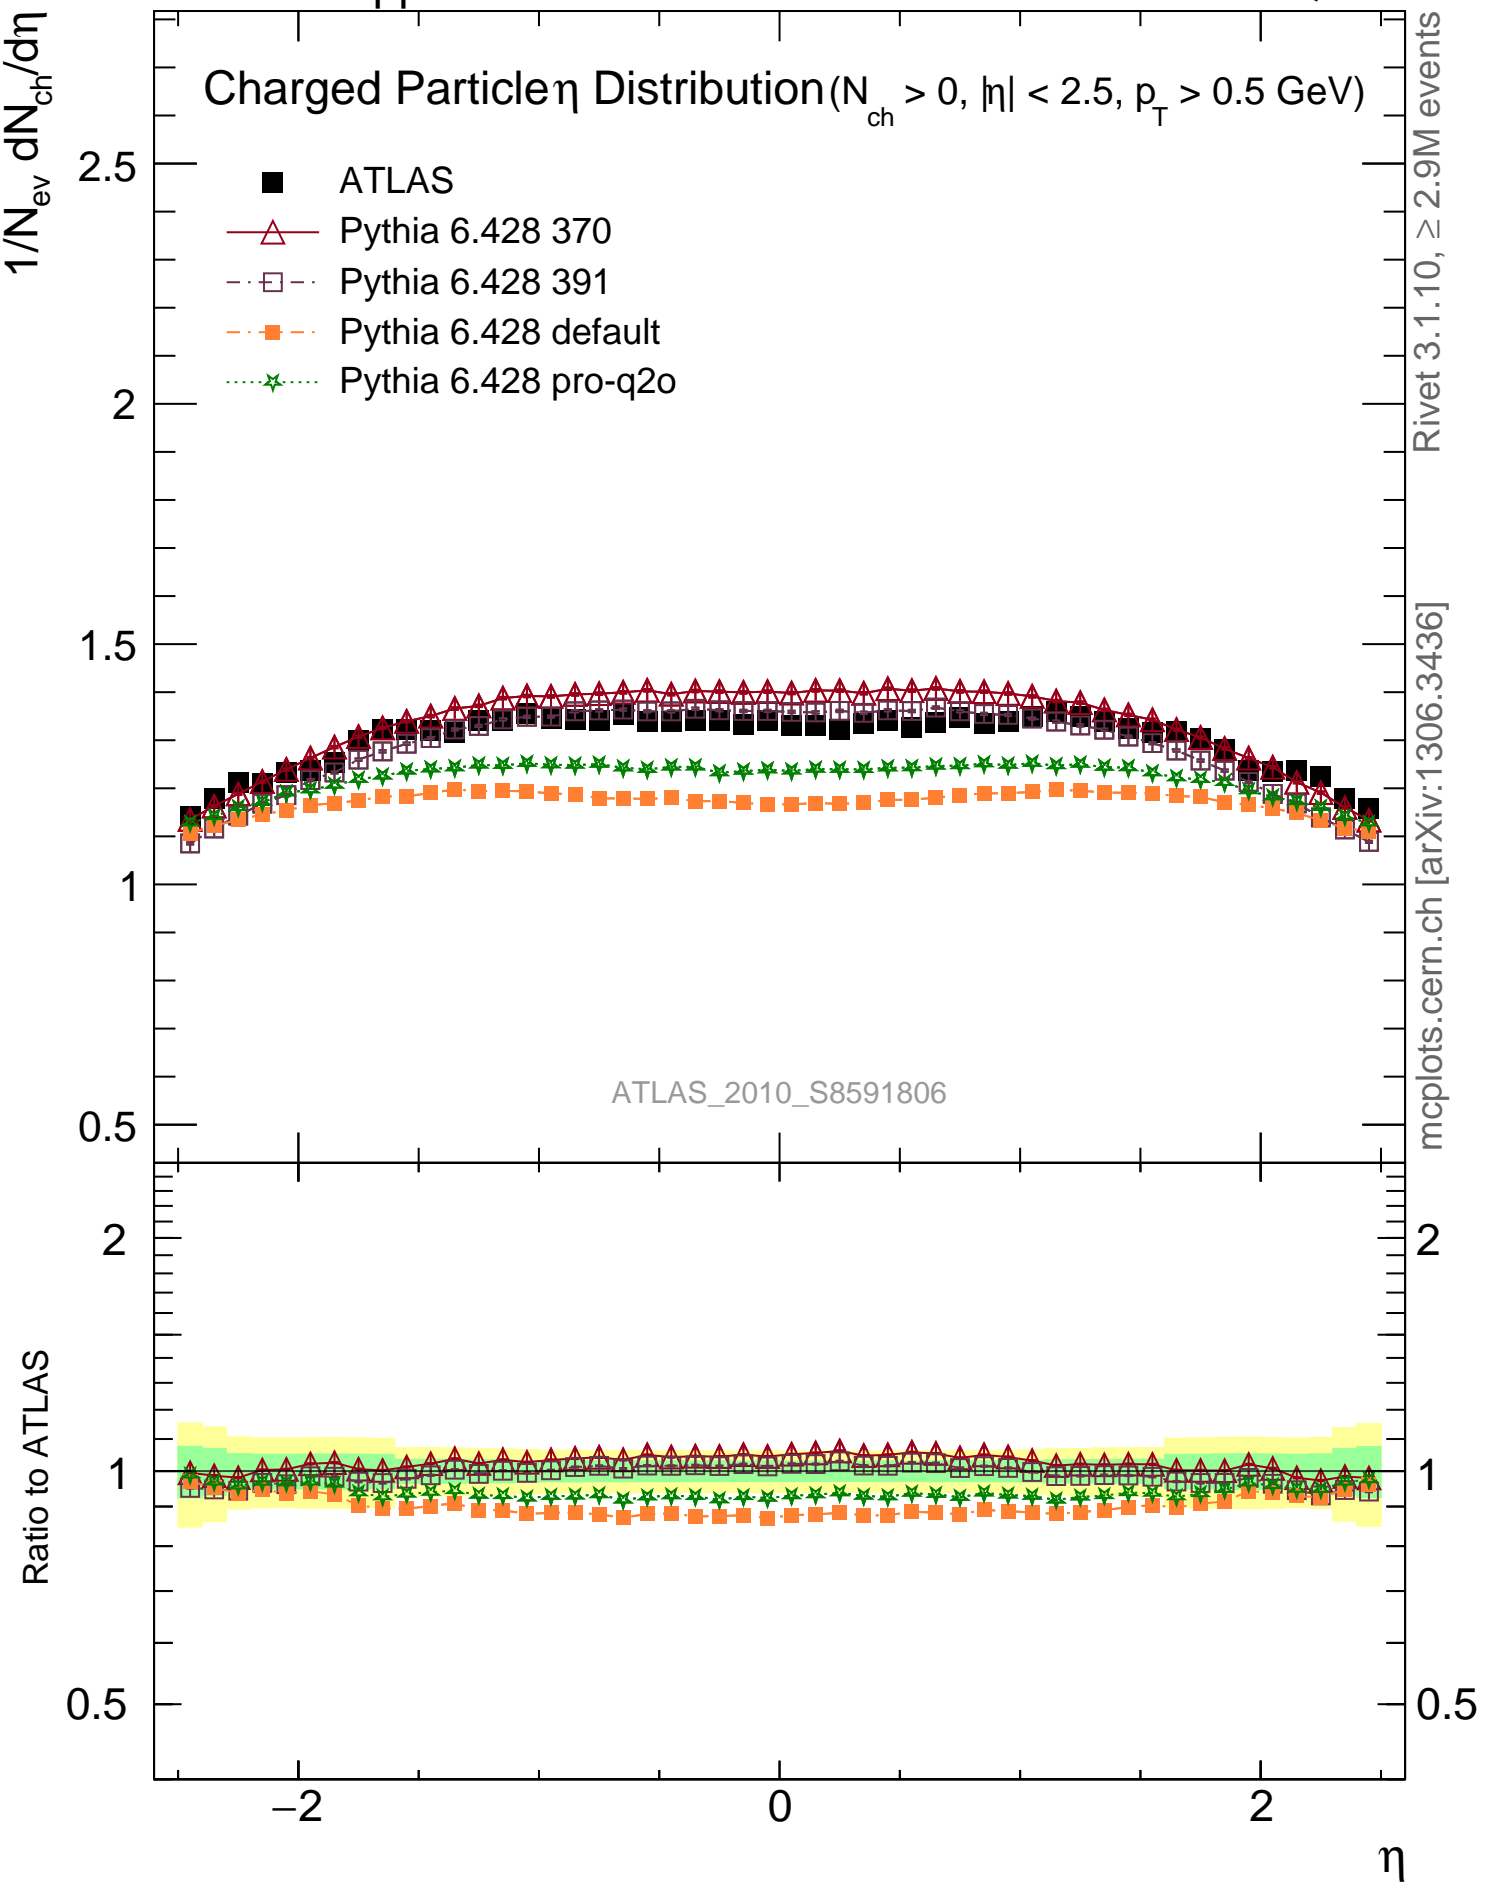 pp
1/N_ev dN_ch/dη
Charged Particle η Distribution (N_ch > 0, |η| < 2.5, p_T > 0.5 GeV)
ATLAS
Pythia 6.428 370
Pythia 6.428 391
Pythia 6.428 default
Pythia 6.428 pro-q2o
2.5
2
1.5
1
0.5
ATLAS_2010_S8591806
Rivet 3.1.10, ≥ 2.9M events
mcplots.cern.ch [arXiv:1306.3436]
Ratio to ATLAS
2
1
0.5
2
1
0.5
−2
0
2
η